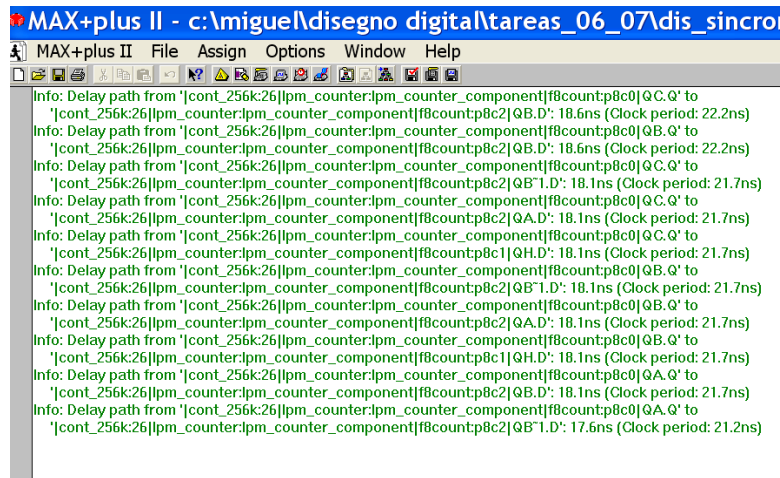 MAX+plus II - c:\miguel\disegno digital\tareas_06_07\dis_sincro
MAX+plus II File Assign Options Window Help
Info: Delay path from '|cont_256k:26|lpm_counter:lpm_counter_component|f8count:p8c0|QC.Q' to
'|cont_256k:26|lpm_counter:lpm_counter_component|f8count:p8c2|QB.D': 18.6ns (Clock period: 22.2ns)
Info: Delay path from '|cont_256k:26|lpm_counter:lpm_counter_component|f8count:p8c0|QB.Q' to
'|cont_256k:26|lpm_counter:lpm_counter_component|f8count:p8c2|QB.D': 18.6ns (Clock period: 22.2ns)
Info: Delay path from '|cont_256k:26|lpm_counter:lpm_counter_component|f8count:p8c0|QC.Q' to
'|cont_256k:26|lpm_counter:lpm_counter_component|f8count:p8c2|QB~1.D': 18.1ns (Clock period: 21.7ns)
Info: Delay path from '|cont_256k:26|lpm_counter:lpm_counter_component|f8count:p8c0|QC.Q' to
'|cont_256k:26|lpm_counter:lpm_counter_component|f8count:p8c2|QA.D': 18.1ns (Clock period: 21.7ns)
Info: Delay path from '|cont_256k:26|lpm_counter:lpm_counter_component|f8count:p8c0|QC.Q' to
'|cont_256k:26|lpm_counter:lpm_counter_component|f8count:p8c1|QH.D': 18.1ns (Clock period: 21.7ns)
Info: Delay path from '|cont_256k:26|lpm_counter:lpm_counter_component|f8count:p8c0|QB.Q' to
'|cont_256k:26|lpm_counter:lpm_counter_component|f8count:p8c2|QB~1.D': 18.1ns (Clock period: 21.7ns)
Info: Delay path from '|cont_256k:26|lpm_counter:lpm_counter_component|f8count:p8c0|QB.Q' to
'|cont_256k:26|lpm_counter:lpm_counter_component|f8count:p8c2|QA.D': 18.1ns (Clock period: 21.7ns)
Info: Delay path from '|cont_256k:26|lpm_counter:lpm_counter_component|f8count:p8c0|QB.Q' to
'|cont_256k:26|lpm_counter:lpm_counter_component|f8count:p8c1|QH.D': 18.1ns (Clock period: 21.7ns)
Info: Delay path from '|cont_256k:26|lpm_counter:lpm_counter_component|f8count:p8c0|QA.Q' to
'|cont_256k:26|lpm_counter:lpm_counter_component|f8count:p8c2|QB.D': 18.1ns (Clock period: 21.7ns)
Info: Delay path from '|cont_256k:26|lpm_counter:lpm_counter_component|f8count:p8c0|QA.Q' to
'|cont_256k:26|lpm_counter:lpm_counter_component|f8count:p8c2|QB~1.D': 17.6ns (Clock period: 21.2ns)